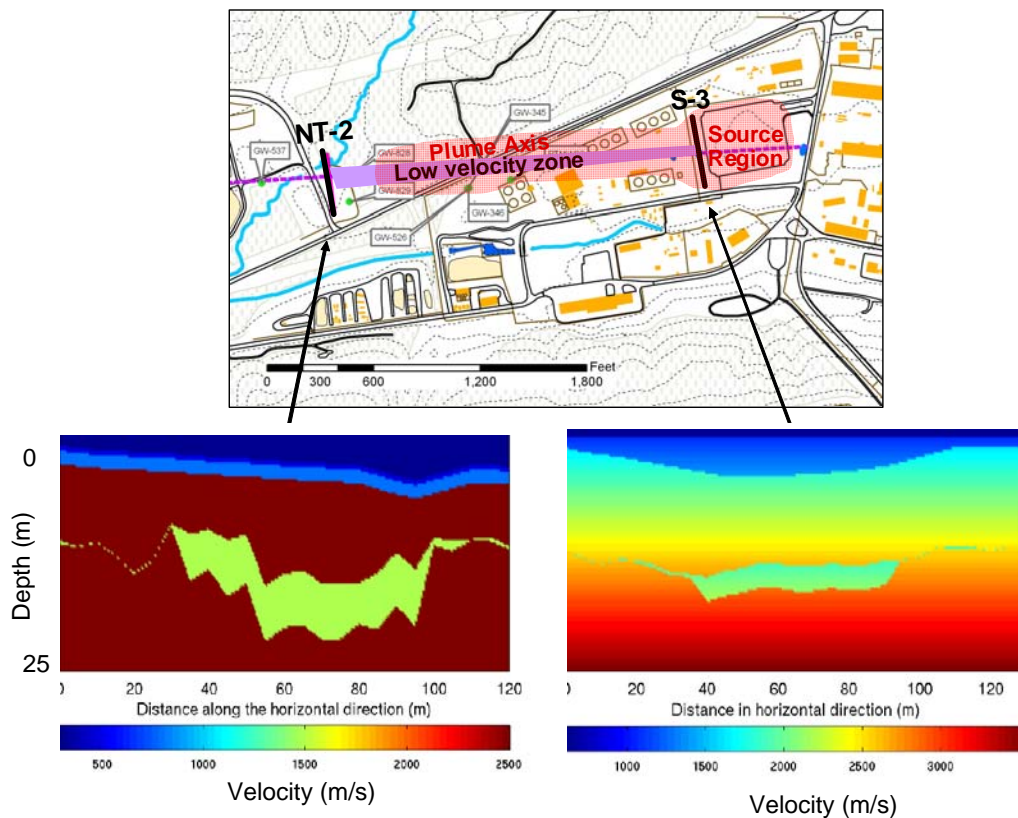 S-3
GW-345
NT-2
GW-537
GW-828
Plume Axis
Source
Region
Low velocity zone
GW-829
GW-346
GW-526
Feet
0 300 600 1,200 1,800
0
Depth (m)
25
0 20 40 60 80 100 120
Distance along the horizontal direction (m)
500 1000 1500 2000 2500
Velocity (m/s)
0 20 40 60 80 100 120
Distance in horizontal direction (m)
1000 1500 2000 2500 3000
Velocity (m/s)